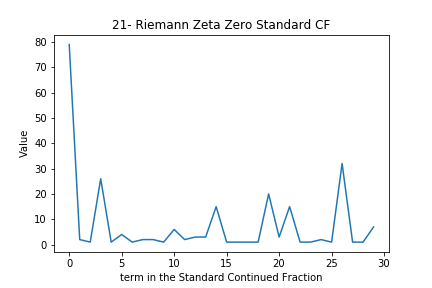 21- Riemann Zeta Zero Standard CF
80
70
60
50
40
30
20
10
0
Value
0 5 10 15 20 25 30
term in the Standard Continued Fraction